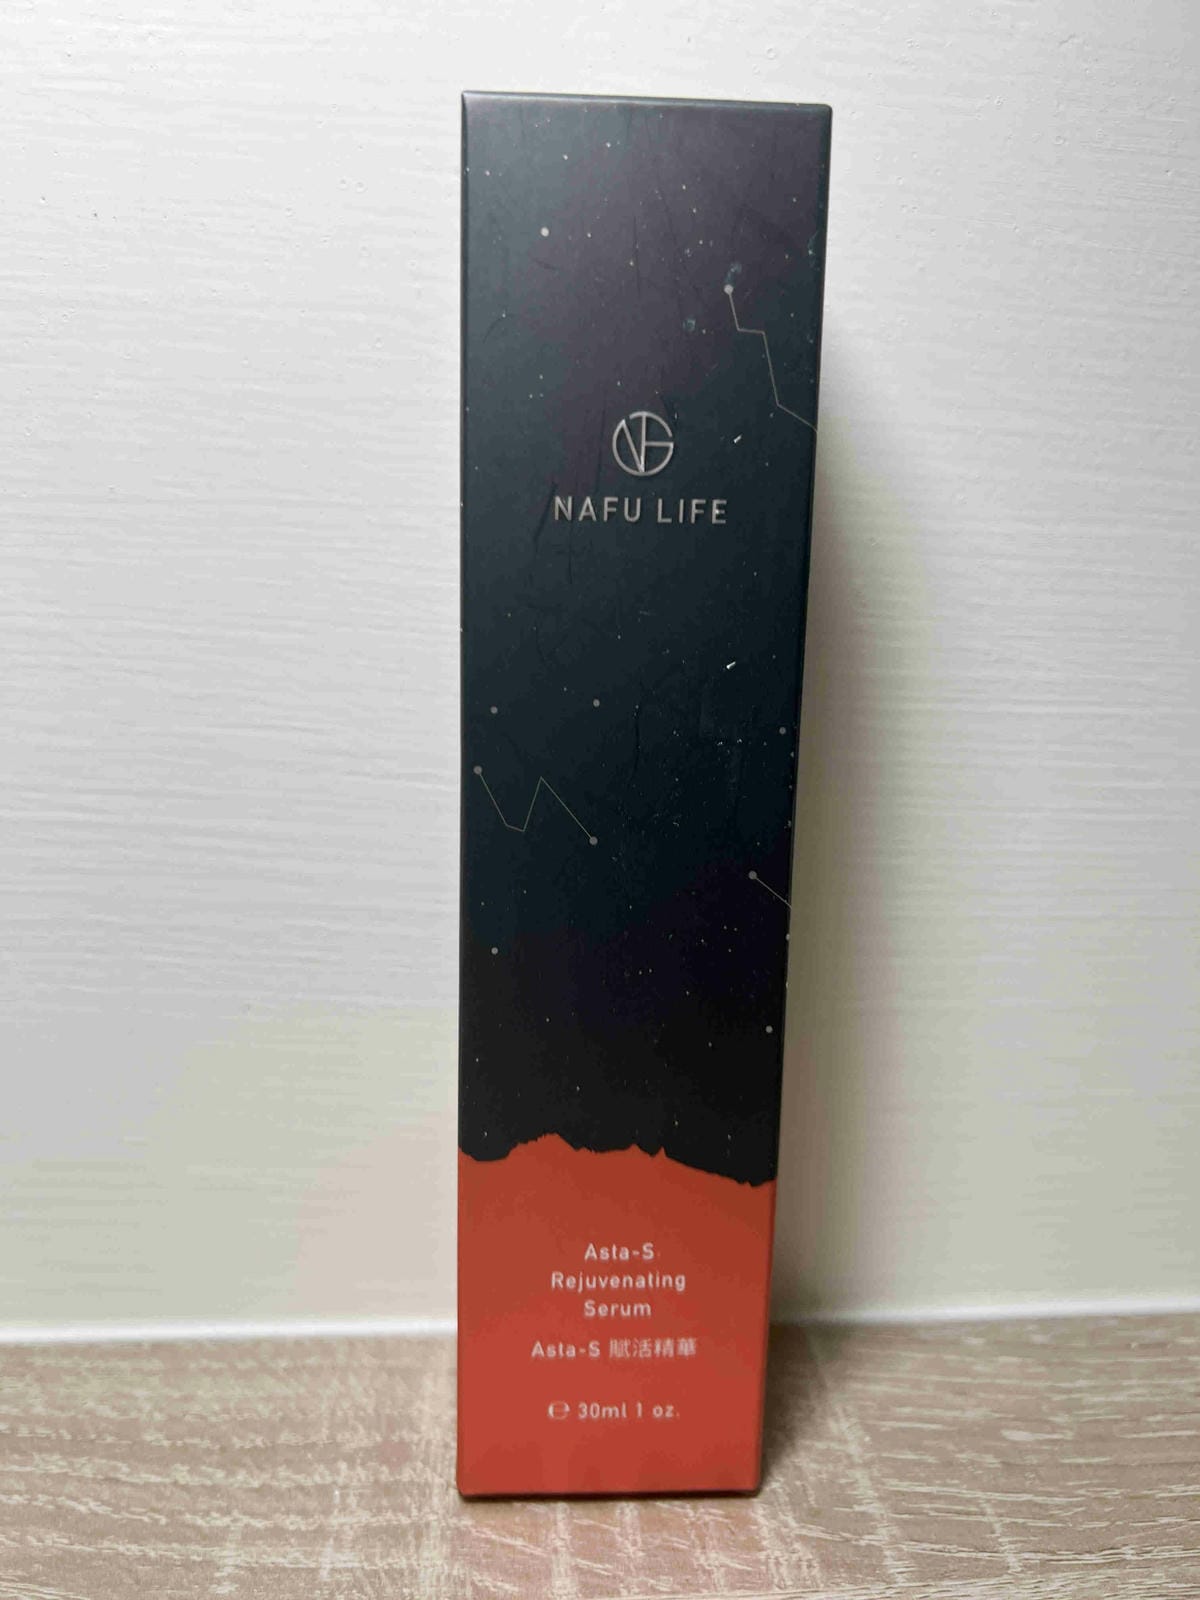 NAFU LIFE
Asta-S
Rejuvenating
Serum
Asta-S 賦活精華
℮ 30ml 1 oz.